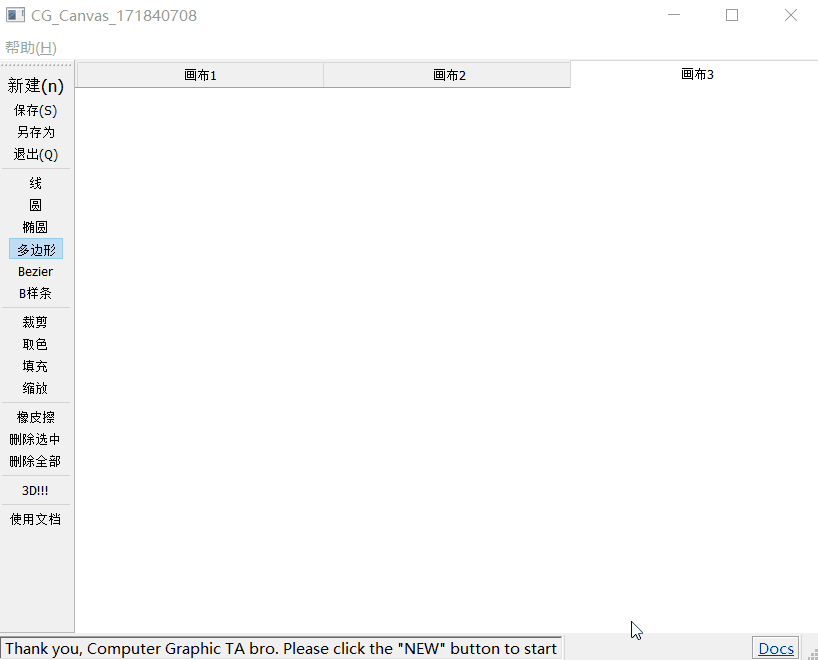 CG_Canvas_171840708
帮助(H)
新建(n)
保存(S)
另存为
退出(Q)
线
圆
椭圆
多边形
Bezier
B样条
裁剪
取色
填充
缩放
橡皮擦
删除选中
删除全部
3D!!!
使用文档
画布1 画布2 画布3
Thank you, Computer Graphic TA bro. Please click the "NEW" button to start
Docs